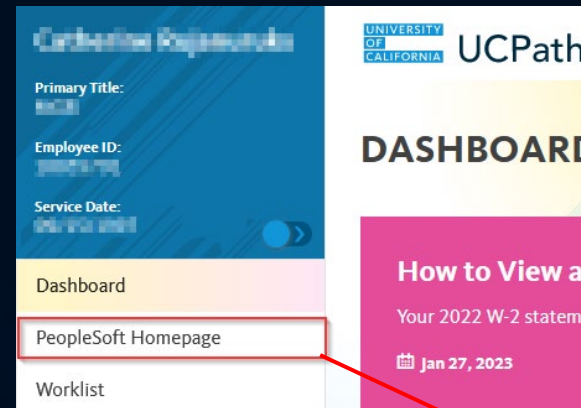 Primary Title:
Employee ID:
Service Date:
Dashboard
PeopleSoft Homepage
Worklist
UNIVERSITY
OF
CALIFORNIA
UCPath
DASHBOARD
How to View a
Your 2022 W-2 statem
Jan 27, 2023